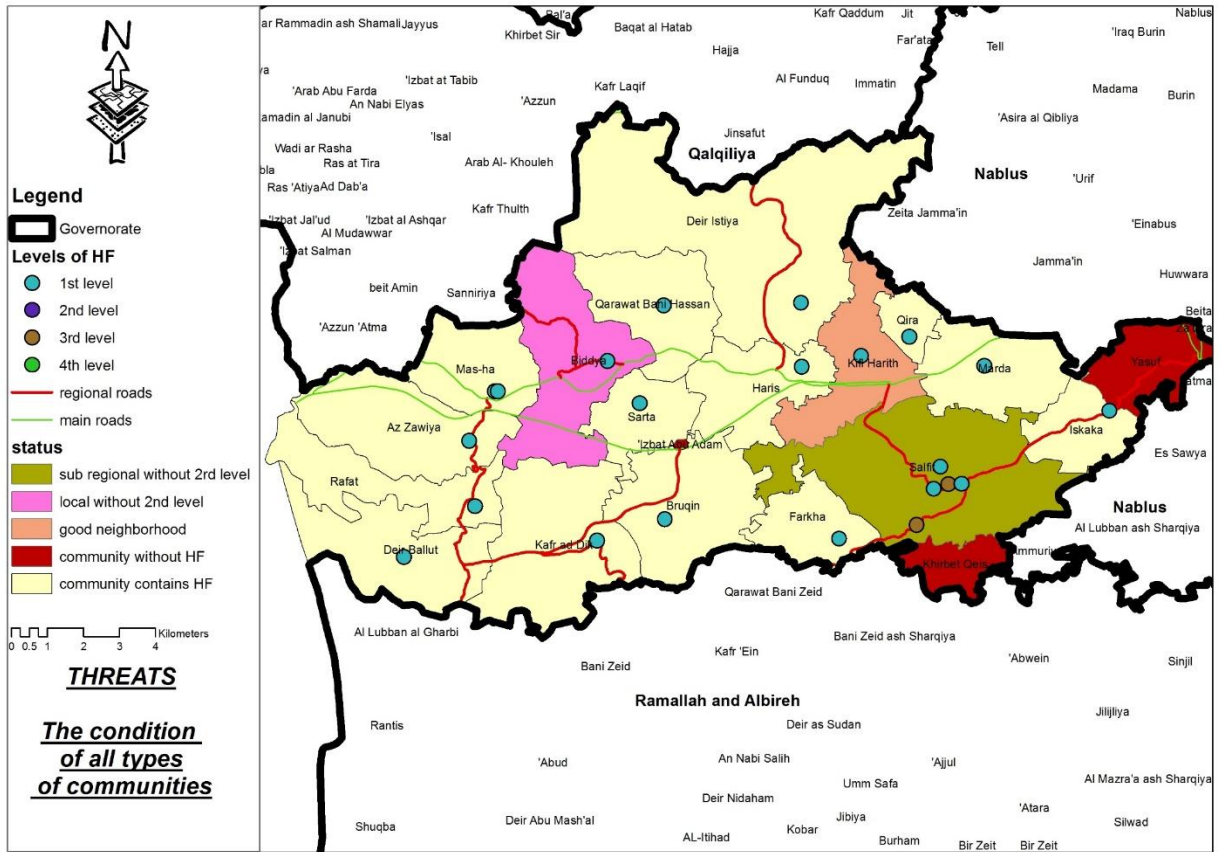 N
Legend
Governorate
Levels of HF
1st level
2nd level
3rd level
4th level
regional roads
main roads
status
sub regional without 2rd level
local without 2nd level
good neighborhood
community without HF
community contains HF
Kilometers
0 0.5 1 2 3 4
THREATS
The condition
of all types
of communities
ar Rammadin ash Shamali
Jayyus
Bal'a
Khirbet Sir
Baqat al Hatab
Kafr Qaddum
Jit
Far'ata
Tell
Nablus
'Iraq Burin
Hajja
Al Funduq
Immatin
Madama
Burin
'Izbat at Tabib
'Arab Abu Farda
An Nabi Elyas
Kafr Laqif
'Azzun
'Asira al Qibliya
amadin al Janubi
'Isal
Jinsafut
Wadi ar Rasha
Ras at Tira
Arab Al- Khouleh
Qalqiliya
Nablus
Ras 'Atiya
Ad Dab'a
'Urif
Kafr Thulth
'Izbat Jal'ud
'Izbat al Ashqar
Al Mudawwar
'Izbat Salman
Deir Istiya
Zeita Jamma'in
'Einabus
Jamma'in
Huwwara
beit Amin
Sanniriya
Qarawat Bani Hassan
'Azzun 'Atma
Qira
Beita
Biddya
Kifl Harith
Yasuf
atma
Mas-ha
Haris
Marda
Sarta
Az Zawiya
'Izbat Abu Adam
Iskaka
Es Sawya
Rafat
Salfit
Bruqin
Farkha
Nablus
Al Lubban ash Sharqiya
Deir Ballut
Kafr ad Dik
Khirbet Qeis
Ammuriy
Qarawat Bani Zeid
Al Lubban al Gharbi
Bani Zeid ash Sharqiya
Kafr 'Ein
Bani Zeid
'Abwein
Sinjil
Ramallah and Albireh
Jilijliya
Rantis
Deir as Sudan
'Abud
An Nabi Salih
'Ajjul
Umm Safa
Al Mazra'a ash Sharqiya
Deir Nidaham
'Atara
Shuqba
Deir Abu Mash'al
Jibiya
Silwad
AL-Itihad
Kobar
Burham
Bir Zeit
Bir Zeit